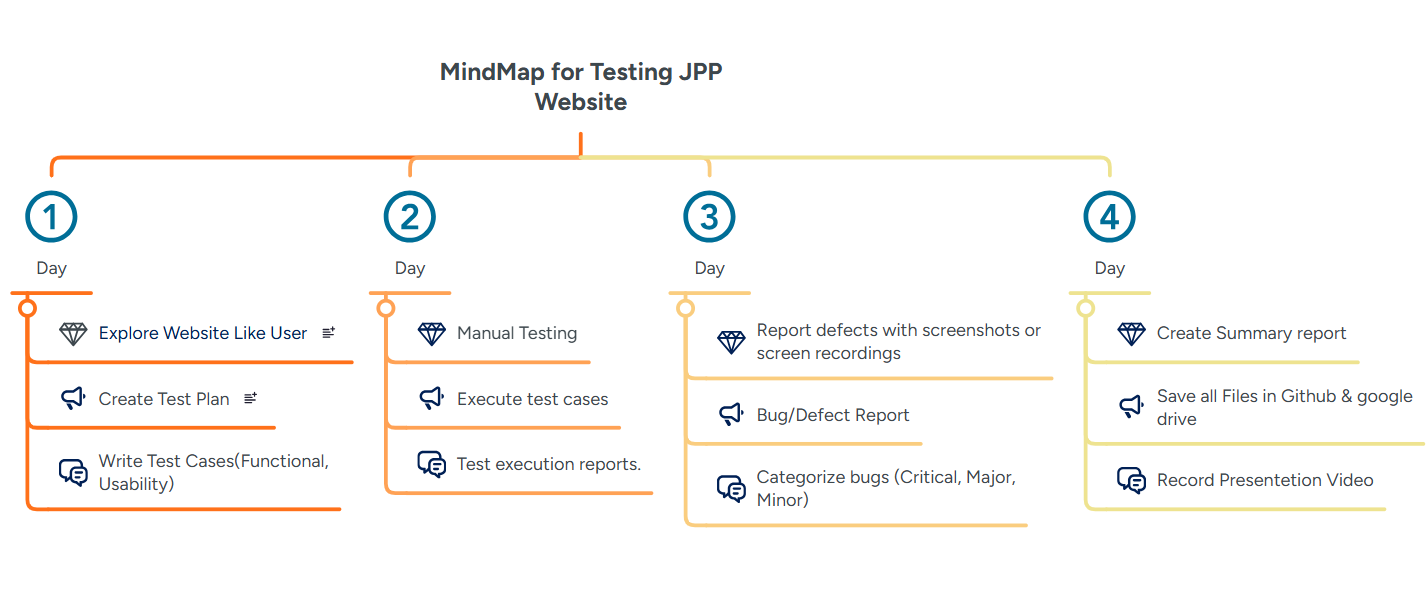 MindMap for Testing JPP
Website
1
Day
Explore Website Like User
Create Test Plan
Write Test Cases(Functional,
Usability)
2
Day
Manual Testing
Execute test cases
Test execution reports.
3
Day
Report defects with screenshots or
screen recordings
Bug/Defect Report
Categorize bugs (Critical, Major,
Minor)
4
Day
Create Summary report
Save all Files in Github & google
drive
Record Presentetion Video